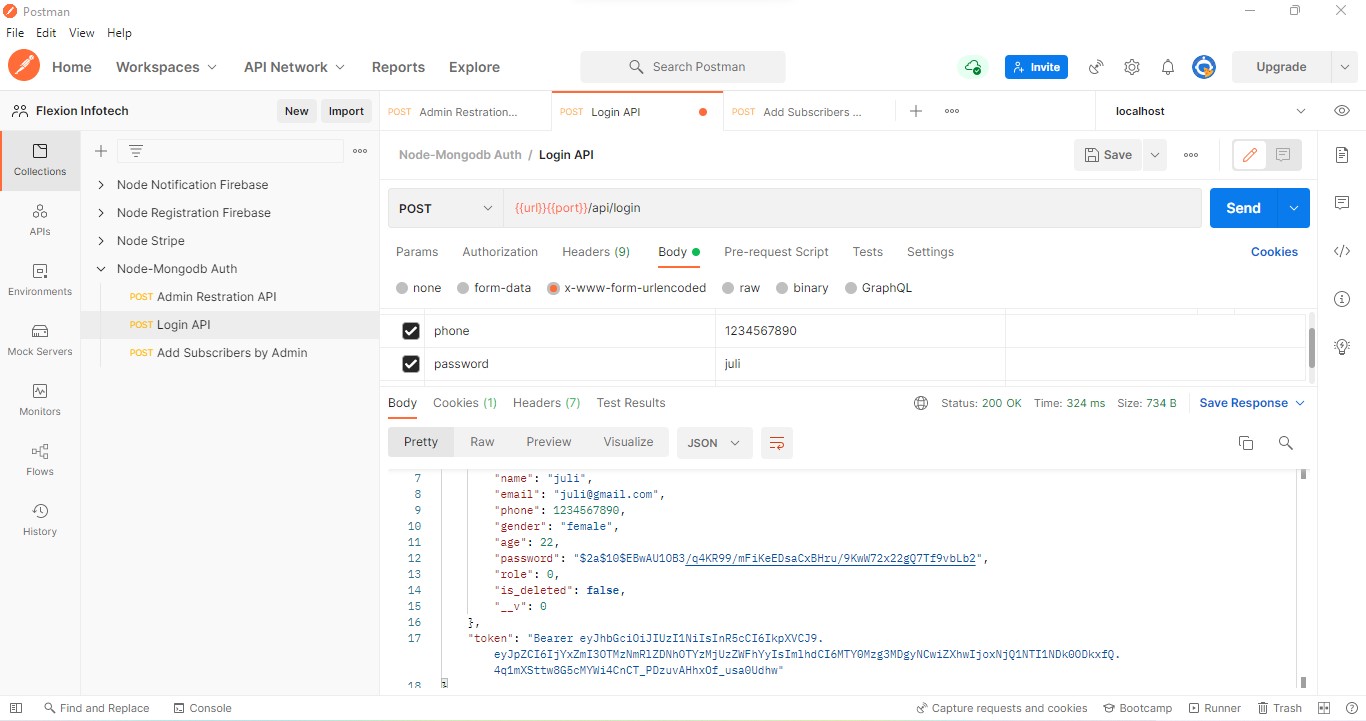 Postman
File Edit View Help
Home Workspaces API Network Reports Explore Search Postman Invite Upgrade
Flexion Infotech New Import POST Admin Restration... POST Login API POST Add Subscribers ... localhost
Collections
APIs
Environments
Mock Servers
Monitors
Flows
History
Node Notification Firebase
Node Registration Firebase
Node Stripe
Node-Mongodb Auth
POST Admin Restration API
POST Login API
POST Add Subscribers by Admin
Node-Mongodb Auth / Login API Save
POST {{url}}{{port}}/api/login Send
Params Authorization Headers (9) Body Pre-request Script Tests Settings Cookies
none form-data x-www-form-urlencoded raw binary GraphQL
phone 1234567890
password juli
Body Cookies (1) Headers (7) Test Results Status: 200 OK Time: 324 ms Size: 734 B Save Response
Pretty Raw Preview Visualize JSON
7 "name": "juli",
8 "email": "juli@gmail.com",
9 "phone": 1234567890,
10 "gender": "female",
11 "age": 22,
12 "password": "$2a$10$EBwAU1OB3/q4KR99/mFiKeEDsaCxBHru/9KwW72x22gQ7Tf9vbLb2",
13 "role": 0,
14 "is_deleted": false,
15 "__v": 0
16 },
17 "token": "Bearer eyJhbGciOiJIUzI1NiIsInR5cCI6IkpXVCJ9.
eyJpZCI6IjYxZmI3OTMzNmRlZDNhOTYzMjUzZWFhYyIsImlhdCI6MTY0Mzg3MDgyNCwiZXhwIjoxNjQ1NTI1NDk0ODkxfQ.
4q1mXSttw8G5cMYWi4CnCT_PDzuvAHhxOf_usa0Udhw"
18 }
Find and Replace Console Capture requests and cookies Bootcamp Runner Trash